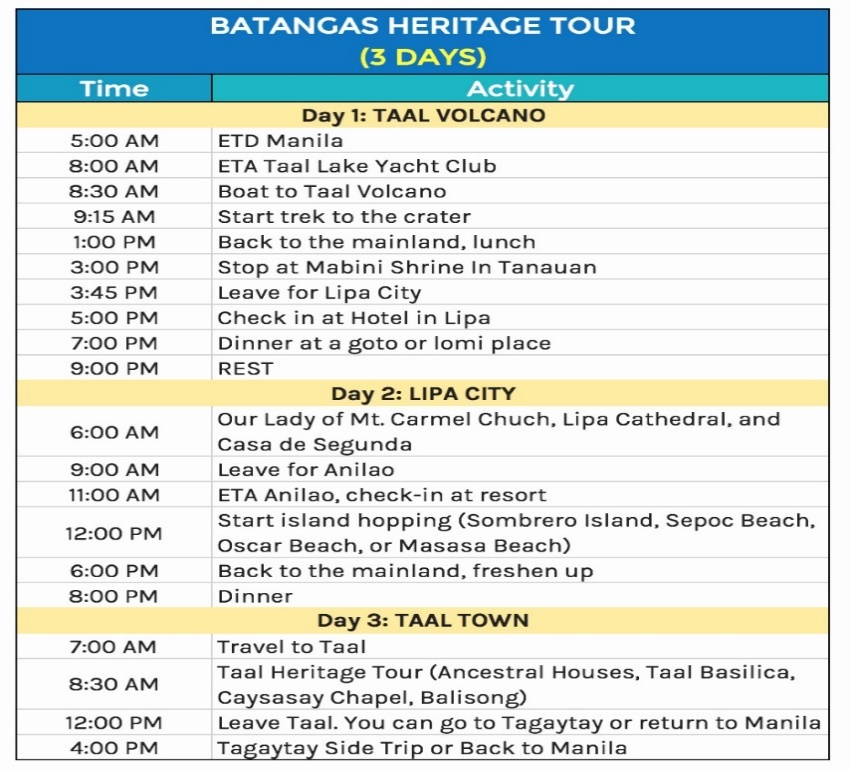 BATANGAS HERITAGE TOUR
(3 DAYS)
Time Activity
Day 1: TAAL VOLCANO
5:00 AM ETD Manila
8:00 AM ETA Taal Lake Yacht Club
8:30 AM Boat to Taal Volcano
9:15 AM Start trek to the crater
1:00 PM Back to the mainland, lunch
3:00 PM Stop at Mabini Shrine In Tanauan
3:45 PM Leave for Lipa City
5:00 PM Check in at Hotel in Lipa
7:00 PM Dinner at a goto or lomi place
9:00 PM REST
Day 2: LIPA CITY
6:00 AM Our Lady of Mt. Carmel Chuch, Lipa Cathedral, and
Casa de Segunda
9:00 AM Leave for Anilao
11:00 AM ETA Anilao, check-in at resort
12:00 PM Start island hopping (Sombrero Island, Sepoc Beach,
Oscar Beach, or Masasa Beach)
6:00 PM Back to the mainland, freshen up
8:00 PM Dinner
Day 3: TAAL TOWN
7:00 AM Travel to Taal
8:30 AM Taal Heritage Tour (Ancestral Houses, Taal Basilica,
Caysasay Chapel, Balisong)
12:00 PM Leave Taal. You can go to Tagaytay or return to Manila
4:00 PM Tagaytay Side Trip or Back to Manila